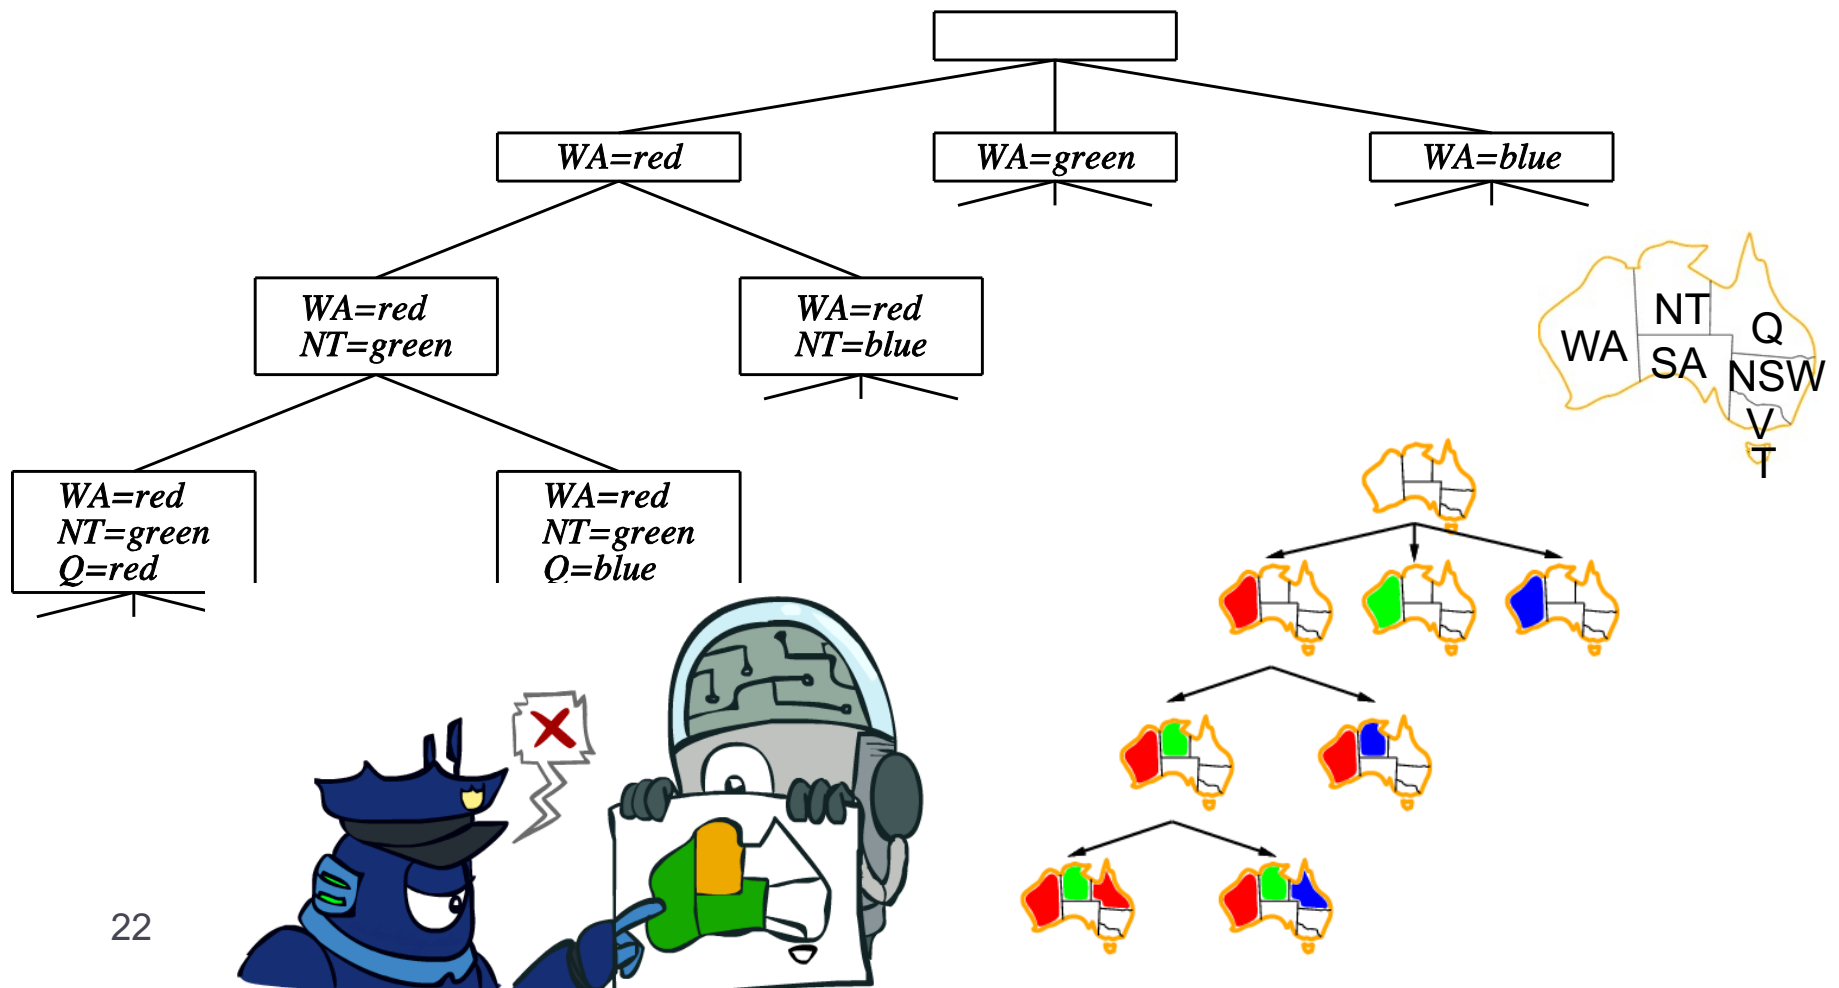 WA=red
WA=green
WA=blue
WA=red
NT=green
WA=red
NT=blue
WA=red
NT=green
Q=red
WA=red
NT=green
Q=blue
WA
NT
SA
Q
NSW
V
T
22